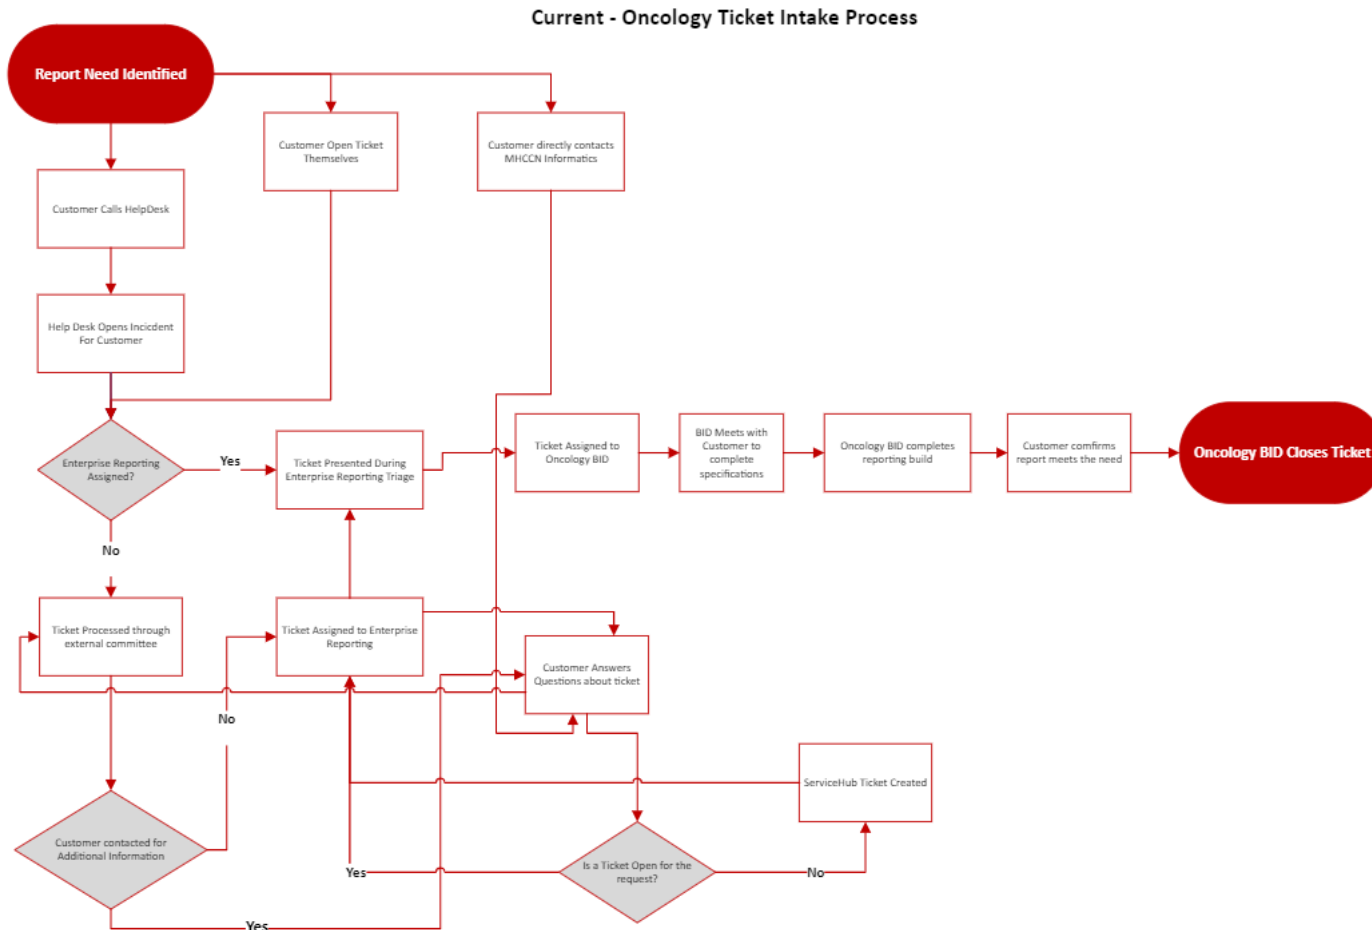 Current - Oncology Ticket Intake Process
Report Need Identified
Customer Open Ticket
Themselves
Customer directly contacts
MHCCN Informatics
Customer Calls HelpDesk
Help Desk Opens Incicdent
For Customer
Enterprise Reporting
Assigned?
Yes
Ticket Presented During
Enterprise Reporting Triage
Ticket Assigned to
Oncology BID
BID Meets with
Customer to
complete
specifications
Oncology BID completes
reporting build
Customer comfirms
report meets the need
Oncology BID Closes Ticket
No
Ticket Processed through
external committee
Ticket Assigned to Enterprise
Reporting
Customer Answers
Questions about ticket
No
ServiceHub Ticket Created
Customer contacted for
Additional Information
Is a Ticket Open for the
request?
Yes
No
Yes